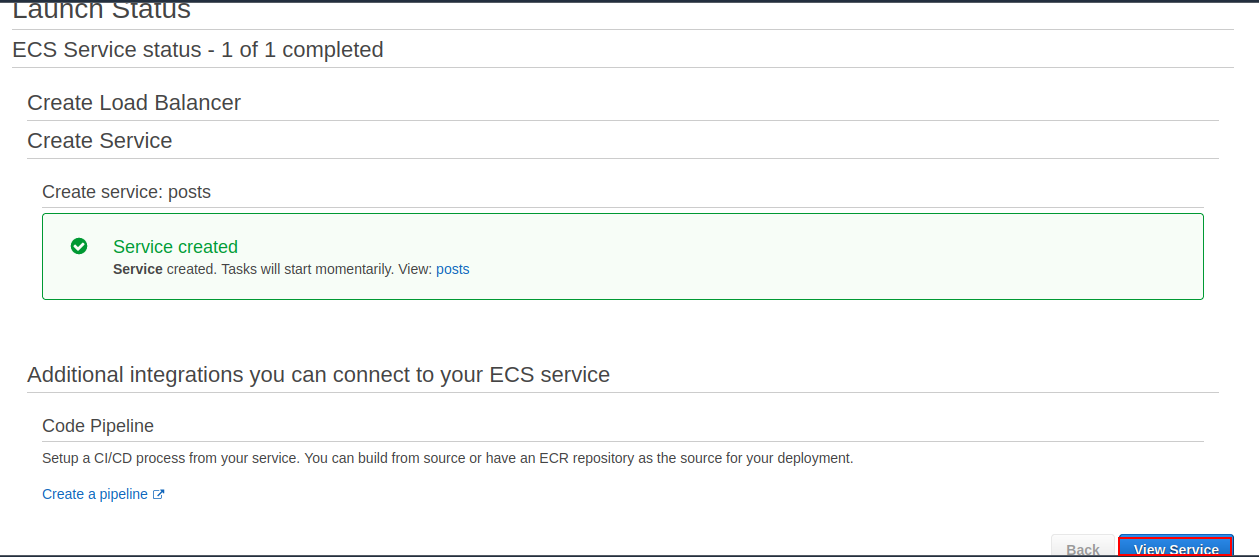 Launch Status
ECS Service status - 1 of 1 completed
Create Load Balancer
Create Service
Create service: posts
Service created
Service created. Tasks will start momentarily. View: posts
Additional integrations you can connect to your ECS service
Code Pipeline
Setup a CI/CD process from your service. You can build from source or have an ECR repository as the source for your deployment.
Create a pipeline
Back View Service